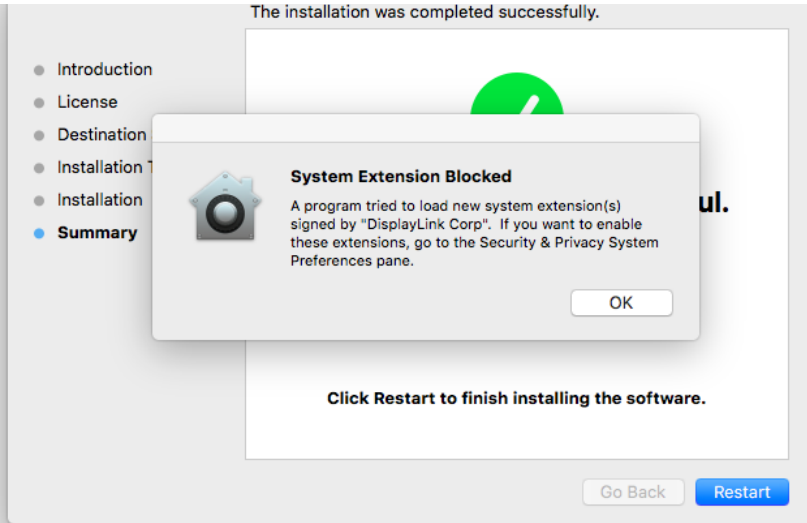 The installation was completed successfully.
Introduction
License
Destination
Installation T
Installation
Summary
System Extension Blocked
A program tried to load new system extension(s)
signed by "DisplayLink Corp". If you want to enable
these extensions, go to the Security & Privacy System
Preferences pane.
OK
ul.
Click Restart to finish installing the software.
Go Back
Restart